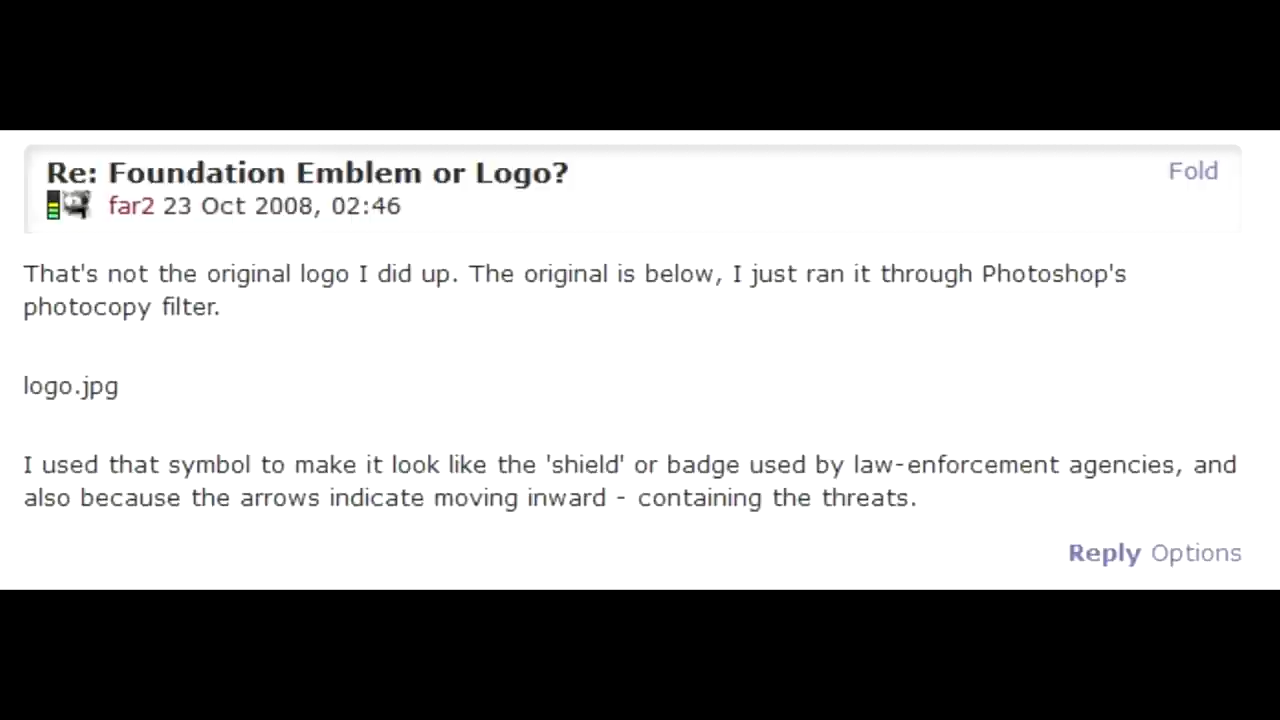 Re: Foundation Emblem or Logo?
Fold
far2 23 Oct 2008, 02:46
That's not the original logo I did up. The original is below, I just ran it through Photoshop's
photocopy filter.
logo.jpg
I used that symbol to make it look like the 'shield' or badge used by law-enforcement agencies, and
also because the arrows indicate moving inward - containing the threats.
Reply Options